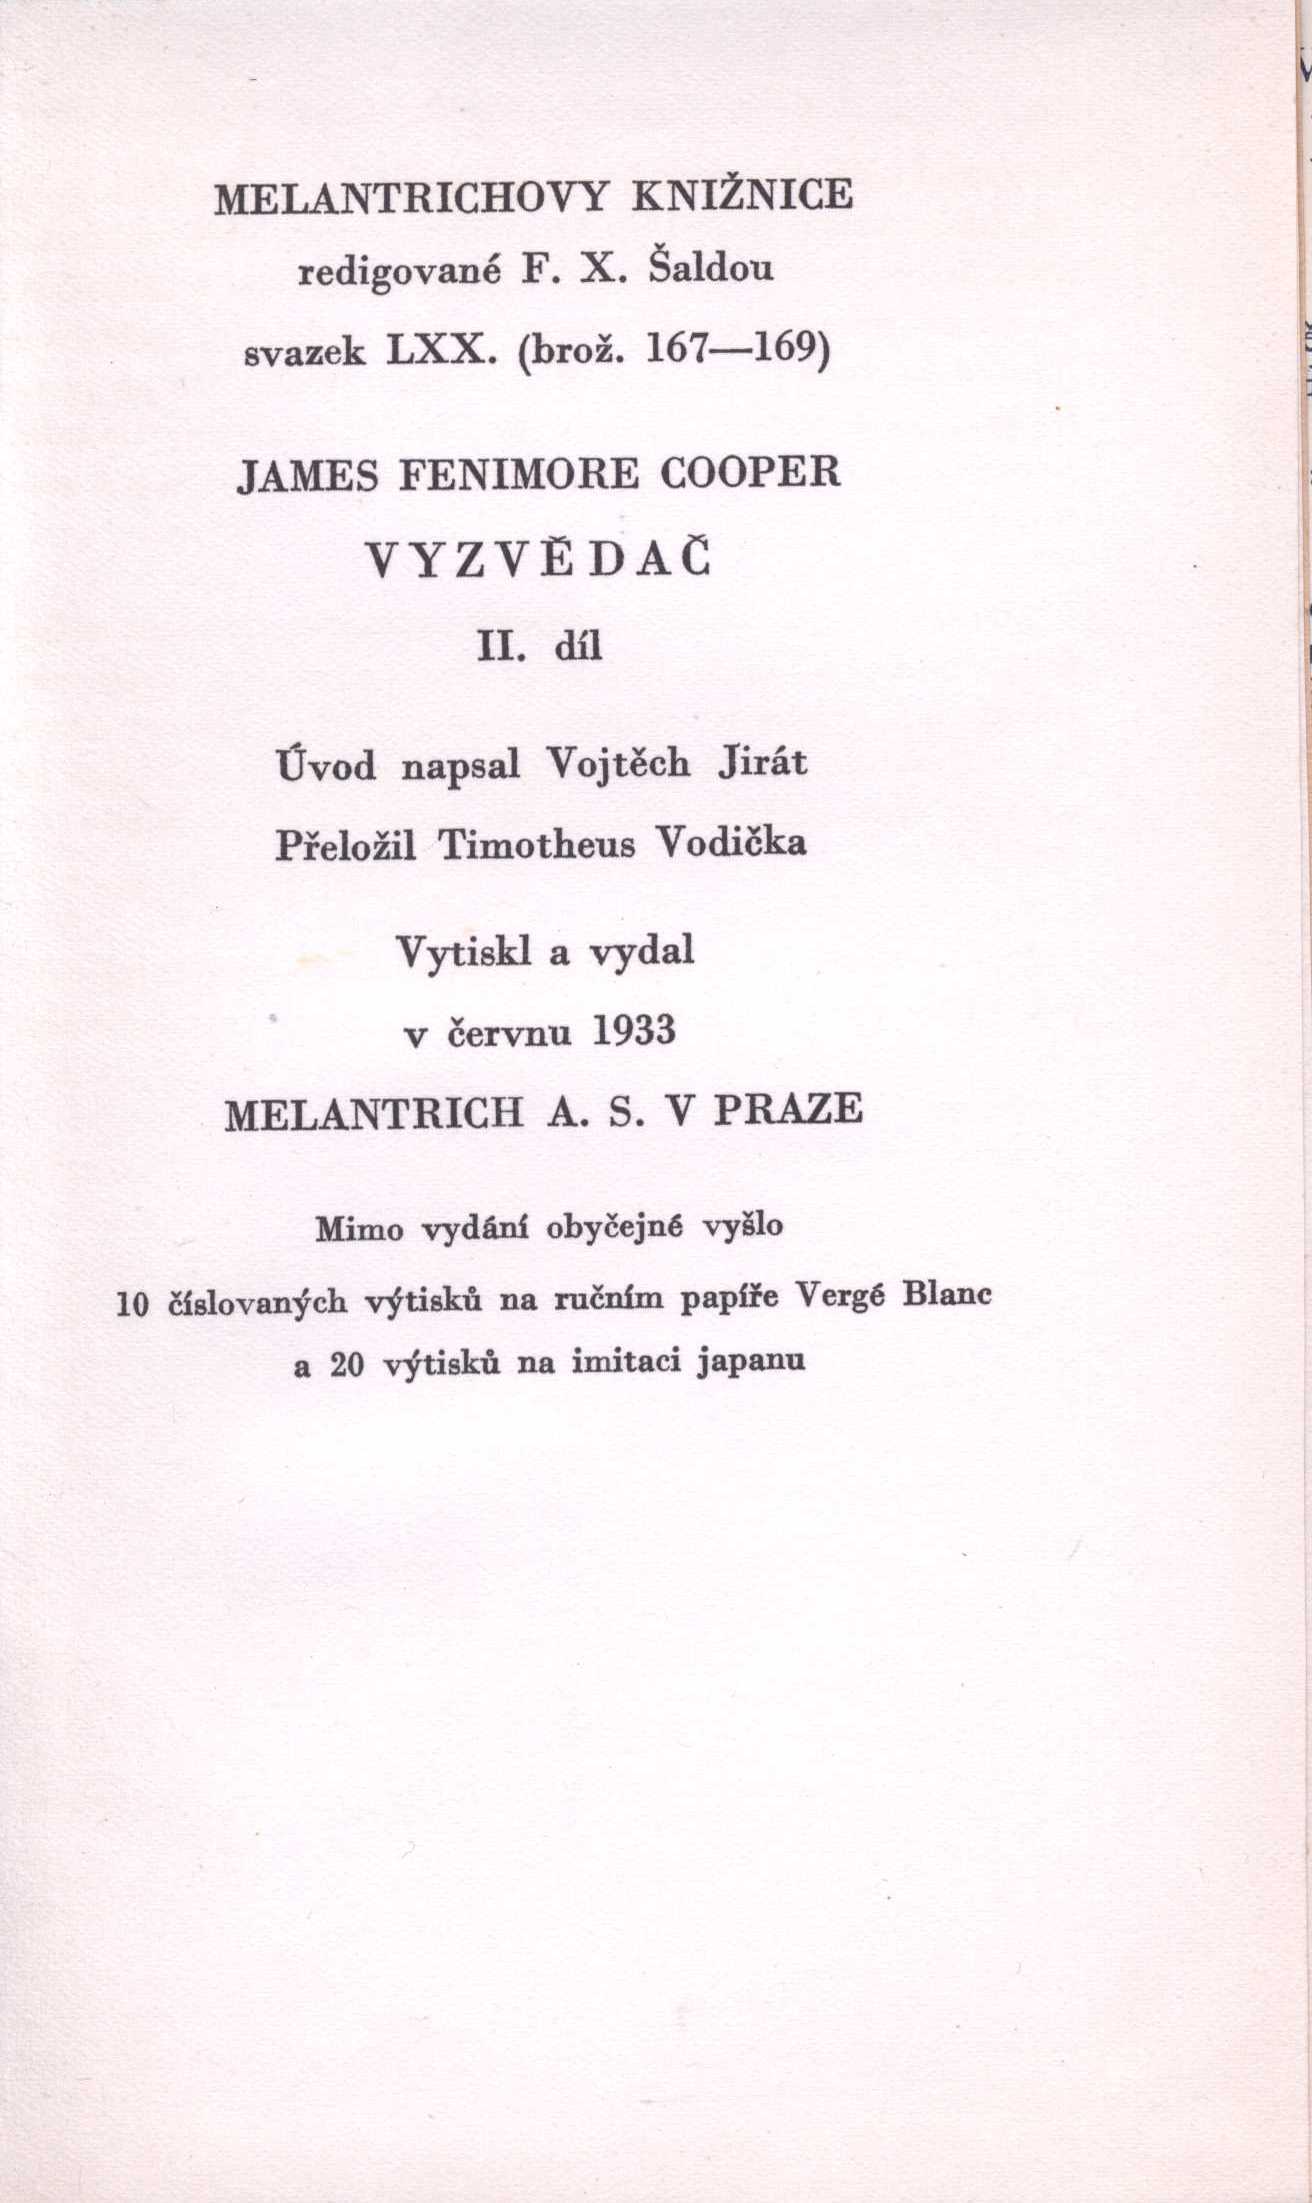 MELANTRICHOVY KNIŽNICE
redigované F. X. Šaldou
svazek LXX. (brož. 167—169)
JAMES FENIMORE COOPER
VYZVĚDAČ
II. díl
Úvod napsal Vojtěch Jirát
Přeložil Timotheus Vodička
Vytiskl a vydal
v červnu 1933
MELANTRICH A. S. V PRAZE
Mimo vydání obyčejné vyšlo
10 číslovaných výtisků na ručním papíře Vergé Blanc
a 20 výtisků na imitaci japanu